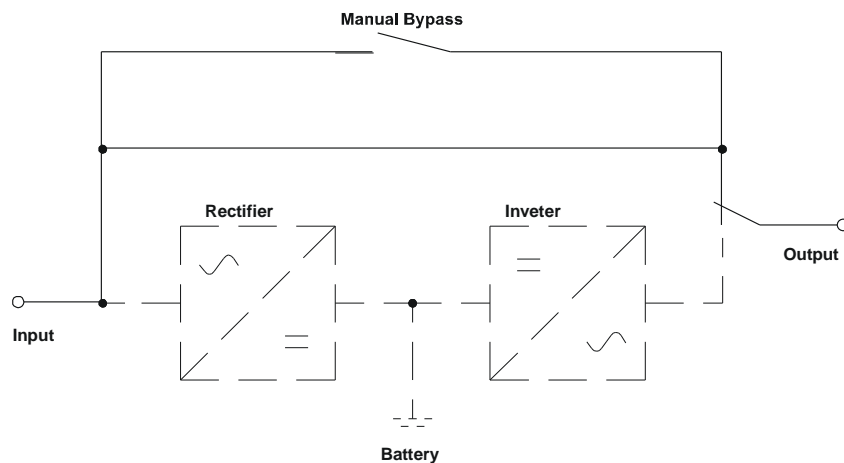 Manual Bypass
Rectifier
Inveter
Output
Input
Battery